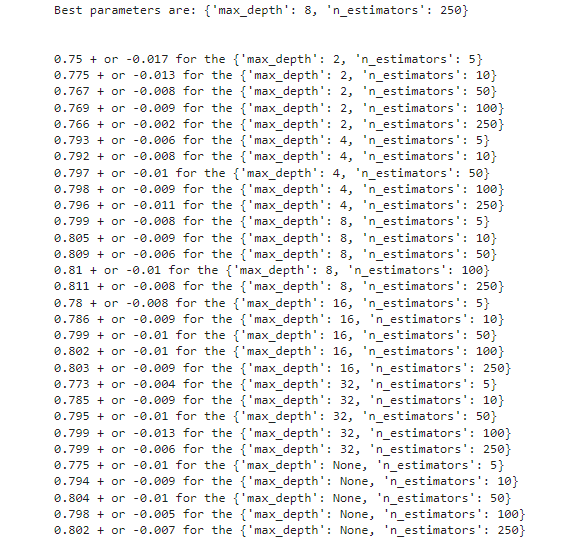 Best parameters are: {'max_depth': 8, 'n_estimators': 250}
0.75 + or -0.017 for the {'max_depth': 2, 'n_estimators': 5}
0.775 + or -0.013 for the {'max_depth': 2, 'n_estimators': 10}
0.767 + or -0.008 for the {'max_depth': 2, 'n_estimators': 50}
0.769 + or -0.009 for the {'max_depth': 2, 'n_estimators': 100}
0.766 + or -0.002 for the {'max_depth': 2, 'n_estimators': 250}
0.793 + or -0.006 for the {'max_depth': 4, 'n_estimators': 5}
0.792 + or -0.008 for the {'max_depth': 4, 'n_estimators': 10}
0.797 + or -0.01 for the {'max_depth': 4, 'n_estimators': 50}
0.798 + or -0.009 for the {'max_depth': 4, 'n_estimators': 100}
0.796 + or -0.011 for the {'max_depth': 4, 'n_estimators': 250}
0.799 + or -0.008 for the {'max_depth': 8, 'n_estimators': 5}
0.805 + or -0.009 for the {'max_depth': 8, 'n_estimators': 10}
0.809 + or -0.006 for the {'max_depth': 8, 'n_estimators': 50}
0.81 + or -0.01 for the {'max_depth': 8, 'n_estimators': 100}
0.811 + or -0.008 for the {'max_depth': 8, 'n_estimators': 250}
0.78 + or -0.008 for the {'max_depth': 16, 'n_estimators': 5}
0.786 + or -0.009 for the {'max_depth': 16, 'n_estimators': 10}
0.799 + or -0.01 for the {'max_depth': 16, 'n_estimators': 50}
0.802 + or -0.01 for the {'max_depth': 16, 'n_estimators': 100}
0.803 + or -0.009 for the {'max_depth': 16, 'n_estimators': 250}
0.773 + or -0.004 for the {'max_depth': 32, 'n_estimators': 5}
0.785 + or -0.009 for the {'max_depth': 32, 'n_estimators': 10}
0.795 + or -0.01 for the {'max_depth': 32, 'n_estimators': 50}
0.799 + or -0.013 for the {'max_depth': 32, 'n_estimators': 100}
0.799 + or -0.006 for the {'max_depth': 32, 'n_estimators': 250}
0.775 + or -0.01 for the {'max_depth': None, 'n_estimators': 5}
0.794 + or -0.009 for the {'max_depth': None, 'n_estimators': 10}
0.804 + or -0.01 for the {'max_depth': None, 'n_estimators': 50}
0.798 + or -0.005 for the {'max_depth': None, 'n_estimators': 100}
0.802 + or -0.007 for the {'max_depth': None, 'n_estimators': 250}